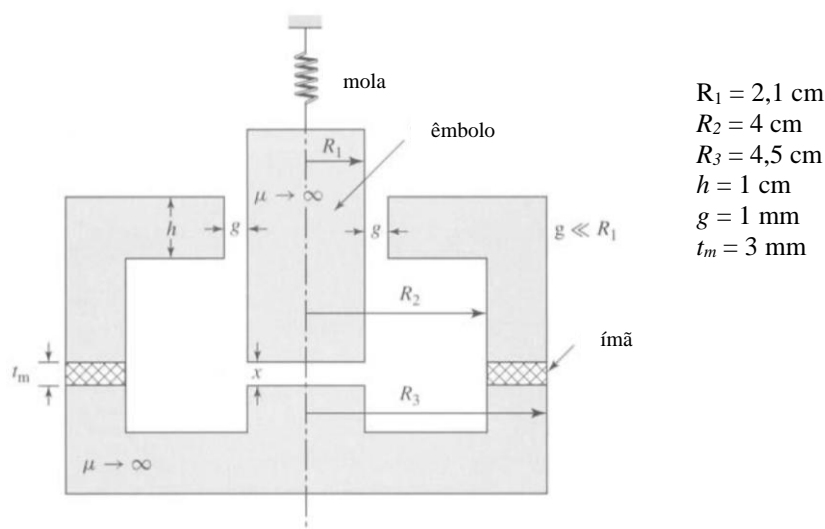 mola
êmbolo
R₁
μ → ∞
h
g
g
g ≪ R₁
R₂
ímã
tₘ
x
R₃
μ → ∞
R₁ = 2,1 cm
R₂ = 4 cm
R₃ = 4,5 cm
h = 1 cm
g = 1 mm
tₘ = 3 mm